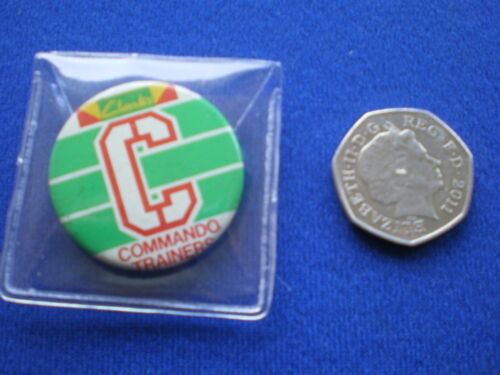 Clarks
C
COMMANDO
TRAINERS
ELIZABETH·II·D·G REG·F·D·2011